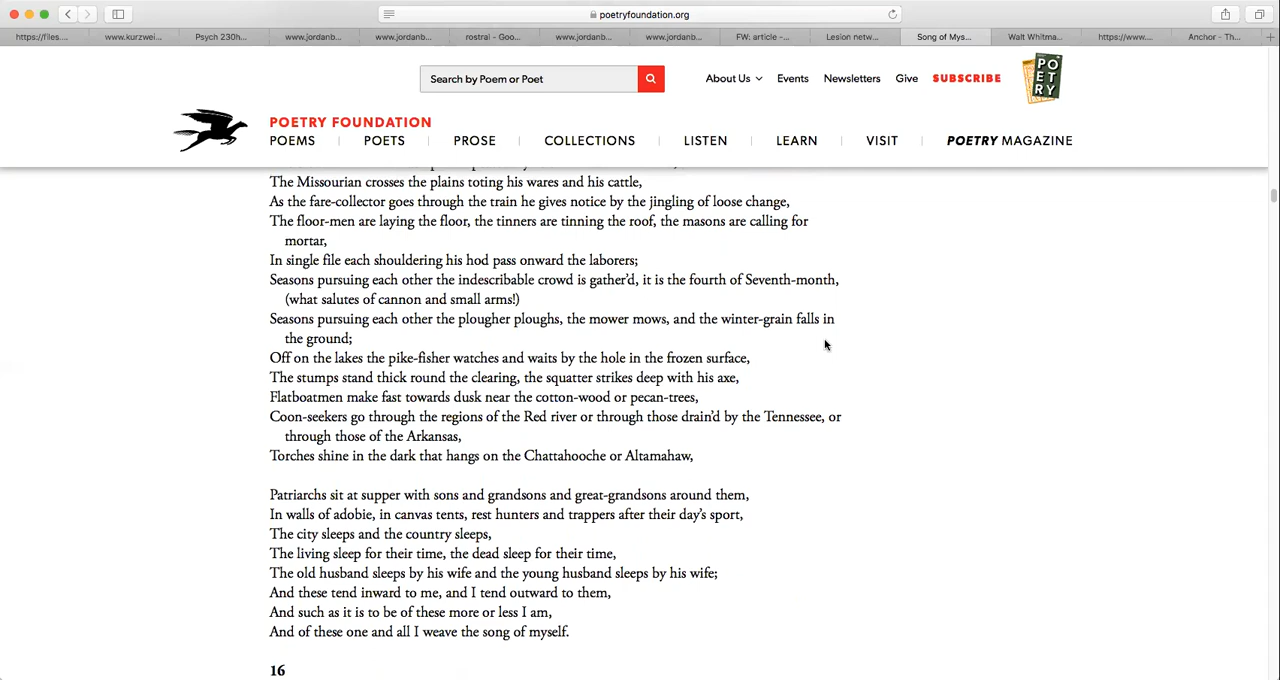 poetryfoundation.org
https://files....
www.kurzwei...
Psych 230h...
www.jordanb...
www.jordanb...
rostral - Goo...
www.jordanb...
www.jordanb...
FW: article -...
Lesion netw...
Song of Mys...
Walt Whitma...
https://www....
Anchor - Th...
Search by Poem or Poet
About Us
Events
Newsletters
Give
SUBSCRIBE
PO
ET
RY
POETRY FOUNDATION
POEMS
POETS
PROSE
COLLECTIONS
LISTEN
LEARN
VISIT
POETRY MAGAZINE
The Missourian crosses the plains toting his wares and his cattle,
As the fare-collector goes through the train he gives notice by the jingling of loose change,
The floor-men are laying the floor, the tinners are tinning the roof, the masons are calling for
mortar,
In single file each shouldering his hod pass onward the laborers;
Seasons pursuing each other the indescribable crowd is gather'd, it is the fourth of Seventh-month,
(what salutes of cannon and small arms!)
Seasons pursuing each other the plougher ploughs, the mower mows, and the winter-grain falls in
the ground;
Off on the lakes the pike-fisher watches and waits by the hole in the frozen surface,
The stumps stand thick round the clearing, the squatter strikes deep with his axe,
Flatboatmen make fast towards dusk near the cotton-wood or pecan-trees,
Coon-seekers go through the regions of the Red river or through those drain'd by the Tennessee, or
through those of the Arkansas,
Torches shine in the dark that hangs on the Chattahooche or Altamahaw,
Patriarchs sit at supper with sons and grandsons and great-grandsons around them,
In walls of adobie, in canvas tents, rest hunters and trappers after their day's sport,
The city sleeps and the country sleeps,
The living sleep for their time, the dead sleep for their time,
The old husband sleeps by his wife and the young husband sleeps by his wife;
And these tend inward to me, and I tend outward to them,
And such as it is to be of these more or less I am,
And of these one and all I weave the song of myself.
16